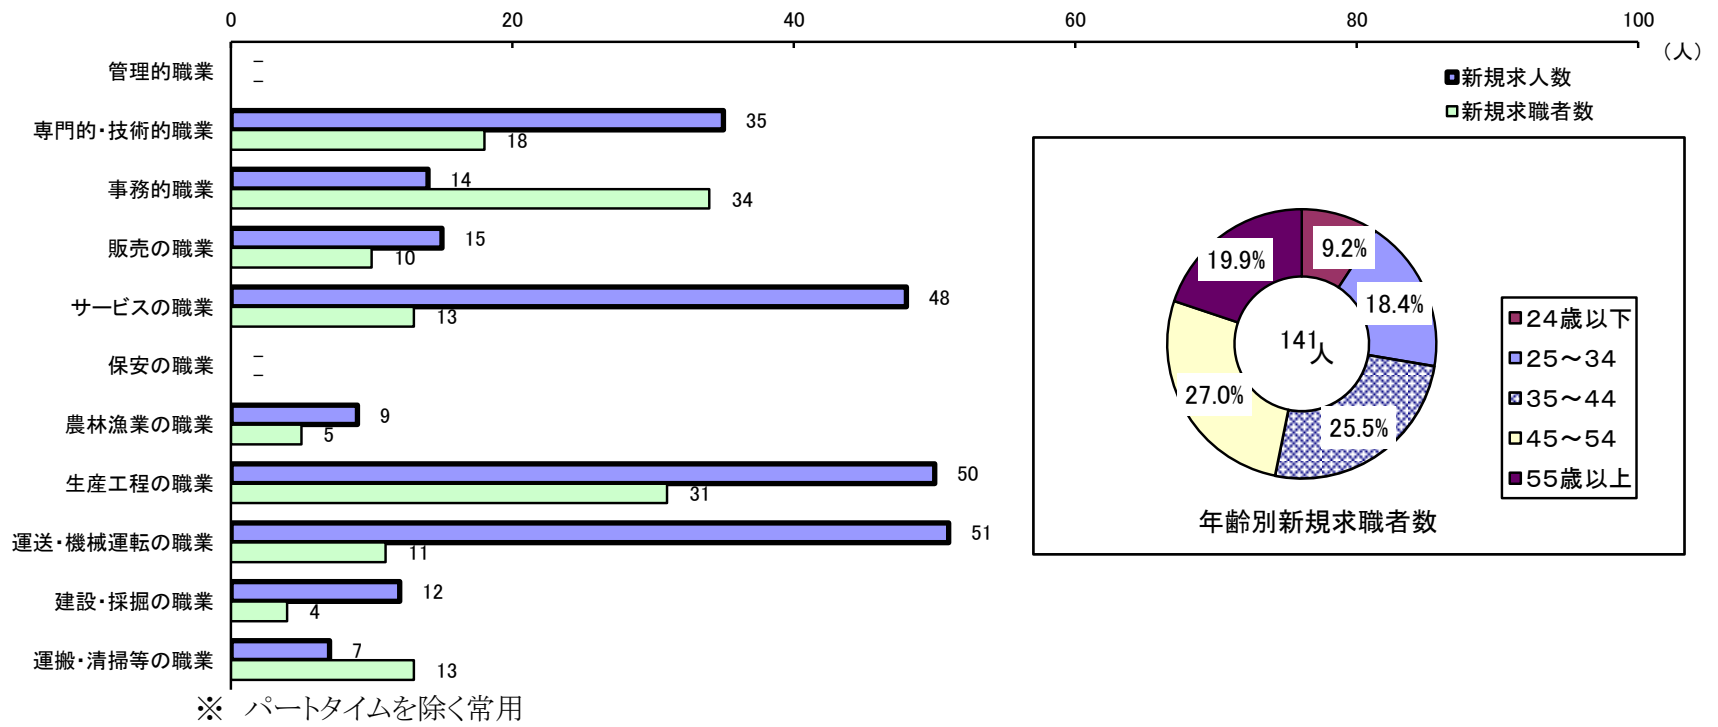 0 20 40 60 80 100
（人）
管理的職業 － －
■新規求人数
□新規求職者数
専門的・技術的職業 35 18
事務的職業 14 34
販売の職業 15 10
サービスの職業 48 13
保安の職業 － －
農林漁業の職業 9 5
生産工程の職業 50 31
運送・機械運転の職業 51 11
建設・採掘の職業 12 4
運搬・清掃等の職業 7 13
※　パートタイムを除く常用
9.2%
18.4%
25.5%
27.0%
19.9%
141人
24歳以下
25～34
35～44
45～54
55歳以上
年齢別新規求職者数